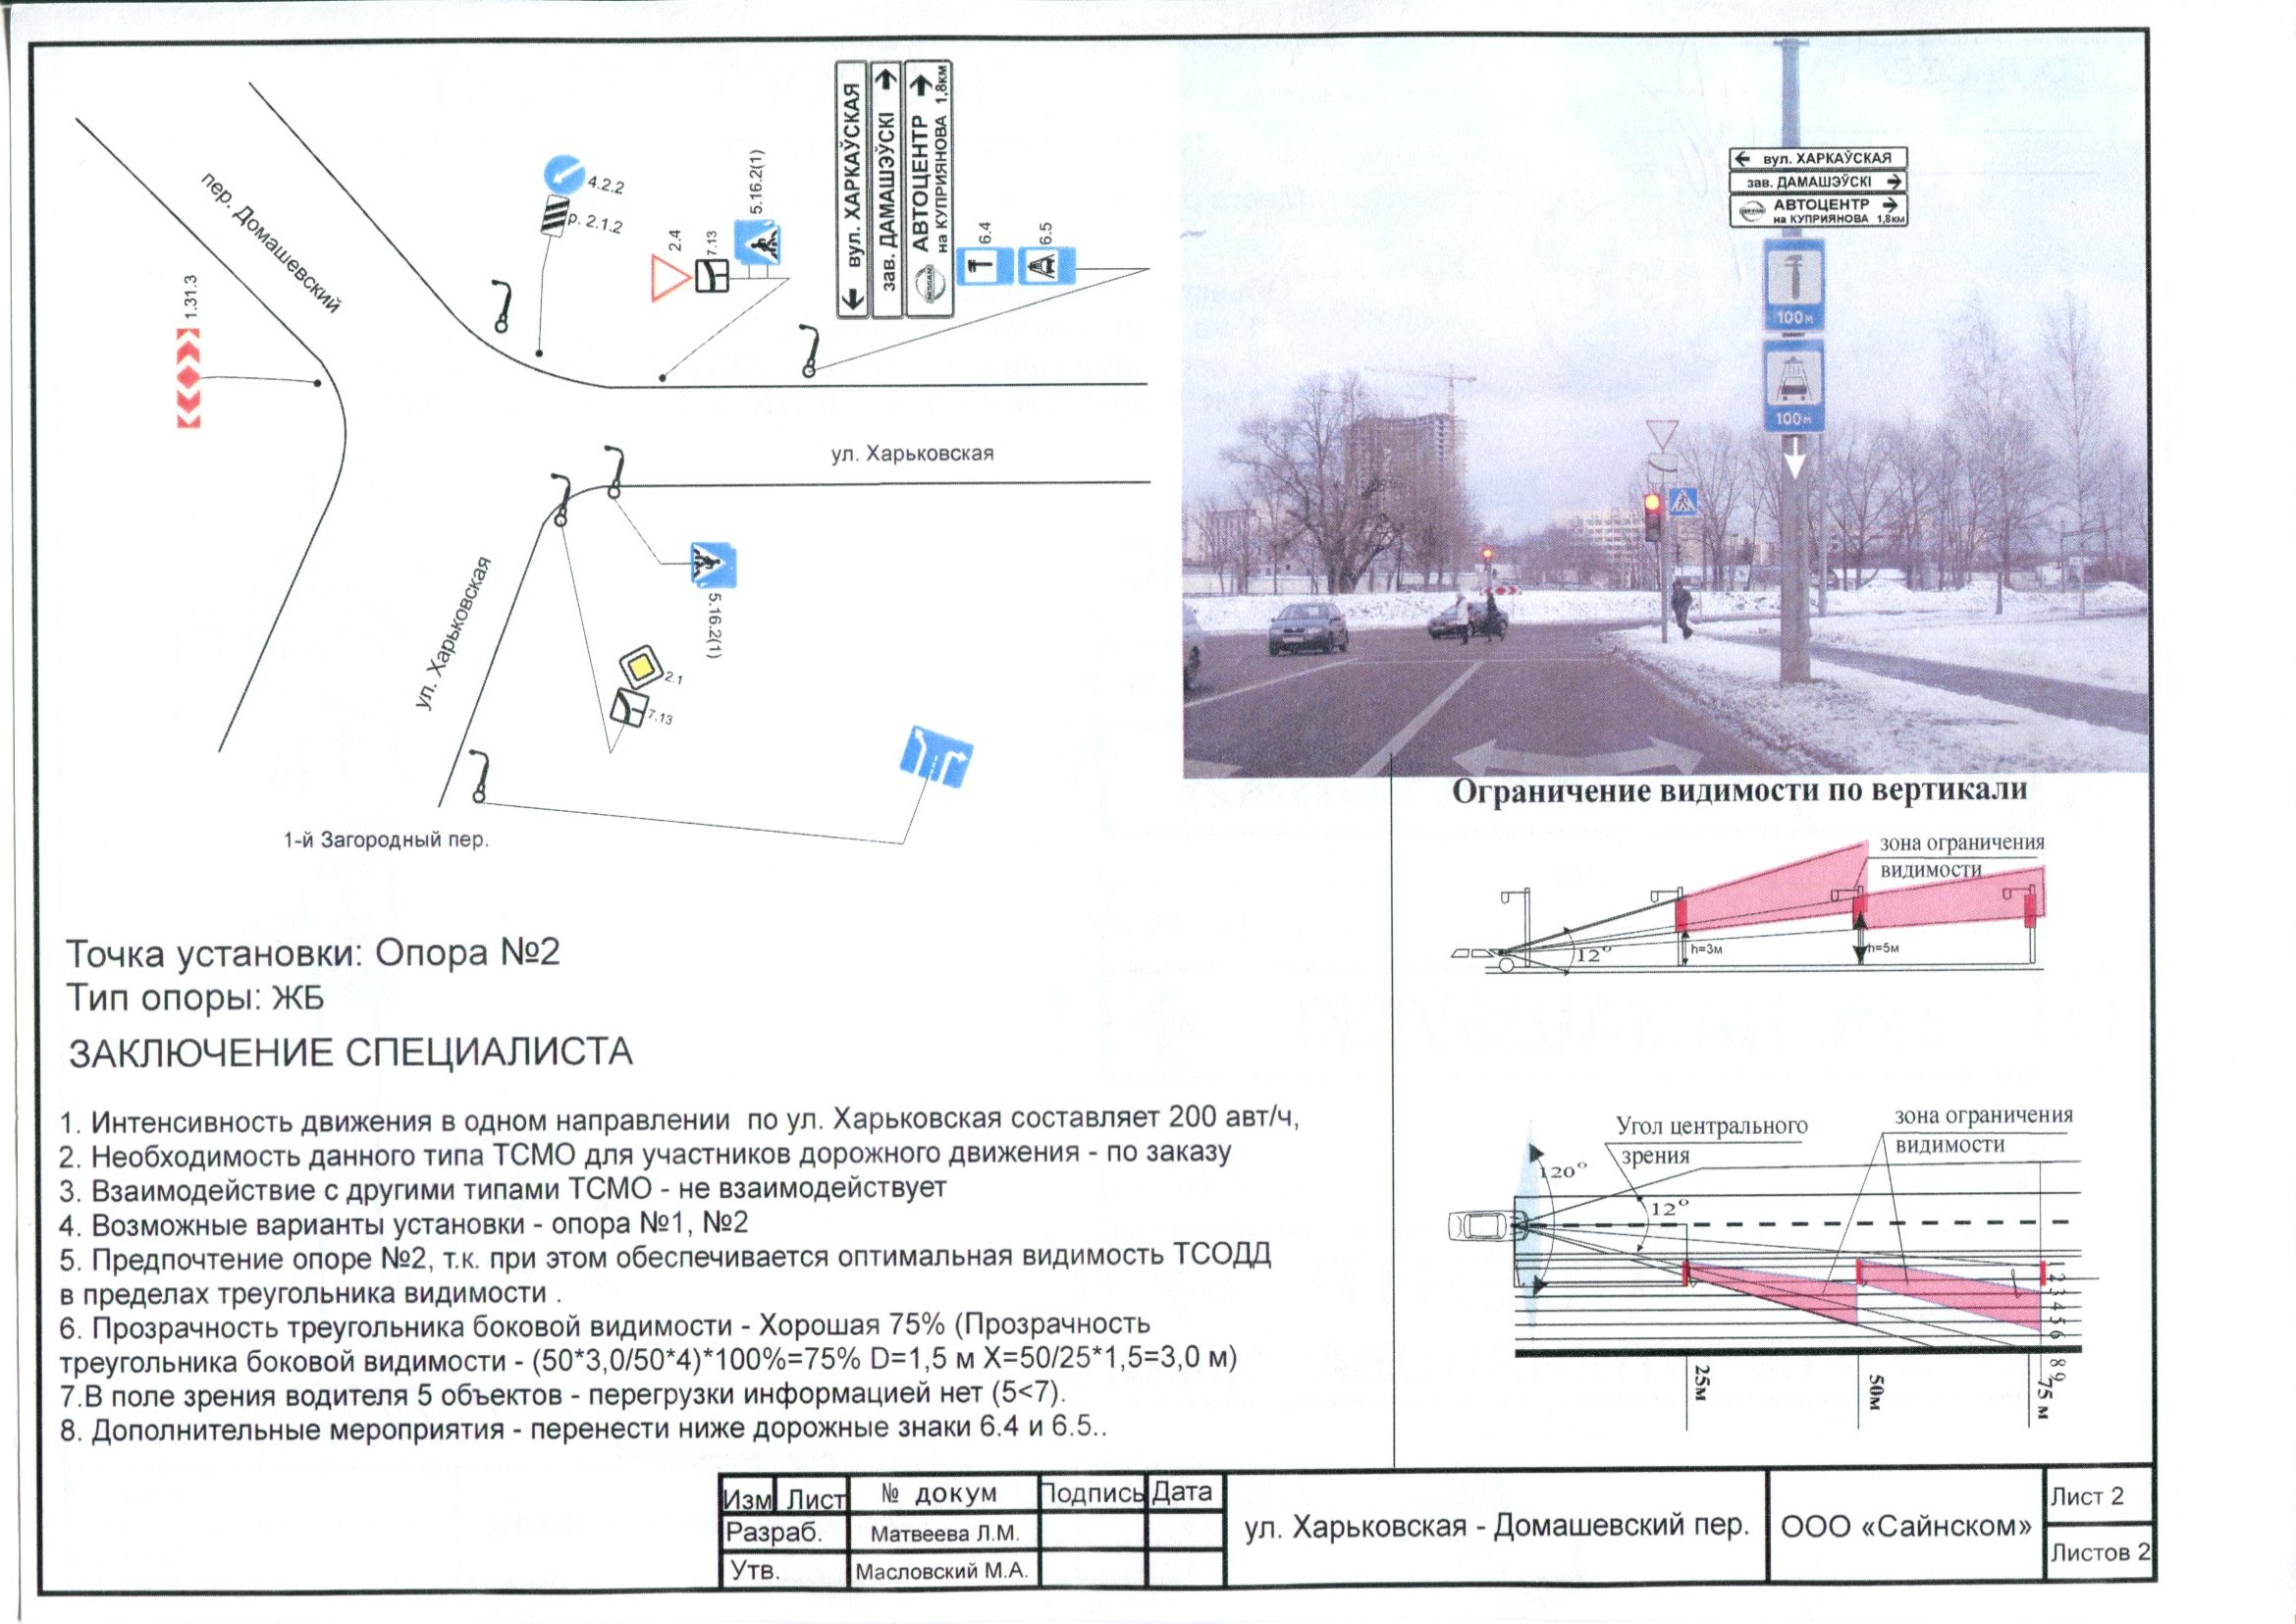 пер. Домашевский
4.2.2
р. 2.1.2
1.31.3
2.4
7.13
5.16.2(1)
вул. ХАРКАЎСКАЯ
зав. ДАМАШЭЎСКІ
АВТОЦЕНТР
на КУПРИЯНОВА 1,8км
NISSAN
6.4
6.5
ул. Харьковская
ул. Харьковская
5.16.2(1)
2.1
7.13
1-й Загородный пер.
вул. ХАРКАЎСКАЯ
зав. ДАМАШЭЎСКІ
АВТОЦЕНТР
на КУПРИЯНОВА 1,8км
100м
100м
Ограничение видимости по вертикали
зона ограничения
видимости
12°
h=3м
h=5м
Угол центрального
зрения
зона ограничения
видимости
120°
12°
2 3 4 5 6
8 9
25м
50м
75 м
Точка установки: Опора №2
Тип опоры: ЖБ
ЗАКЛЮЧЕНИЕ СПЕЦИАЛИСТА
1. Интенсивность движения в одном направлении по ул. Харьковская составляет 200 авт/ч,
2. Необходимость данного типа ТСМО для участников дорожного движения - по заказу
3. Взаимодействие с другими типами ТСМО - не взаимодействует
4. Возможные варианты установки - опора №1, №2
5. Предпочтение опоре №2, т.к. при этом обеспечивается оптимальная видимость ТСОДД
в пределах треугольника видимости .
6. Прозрачность треугольника боковой видимости - Хорошая 75% (Прозрачность
треугольника боковой видимости - (50*3,0/50*4)*100%=75% D=1,5 м X=50/25*1,5=3,0 м)
7.В поле зрения водителя 5 объектов - перегрузки информацией нет (5<7).
8. Дополнительные мероприятия - перенести ниже дорожные знаки 6.4 и 6.5..
Изм Лист № докум Подпись Дата
Разраб. Матвеева Л.М.
Утв. Масловский М.А.
ул. Харьковская - Домашевский пер.
ООО «Сайнском»
Лист 2
Листов 2